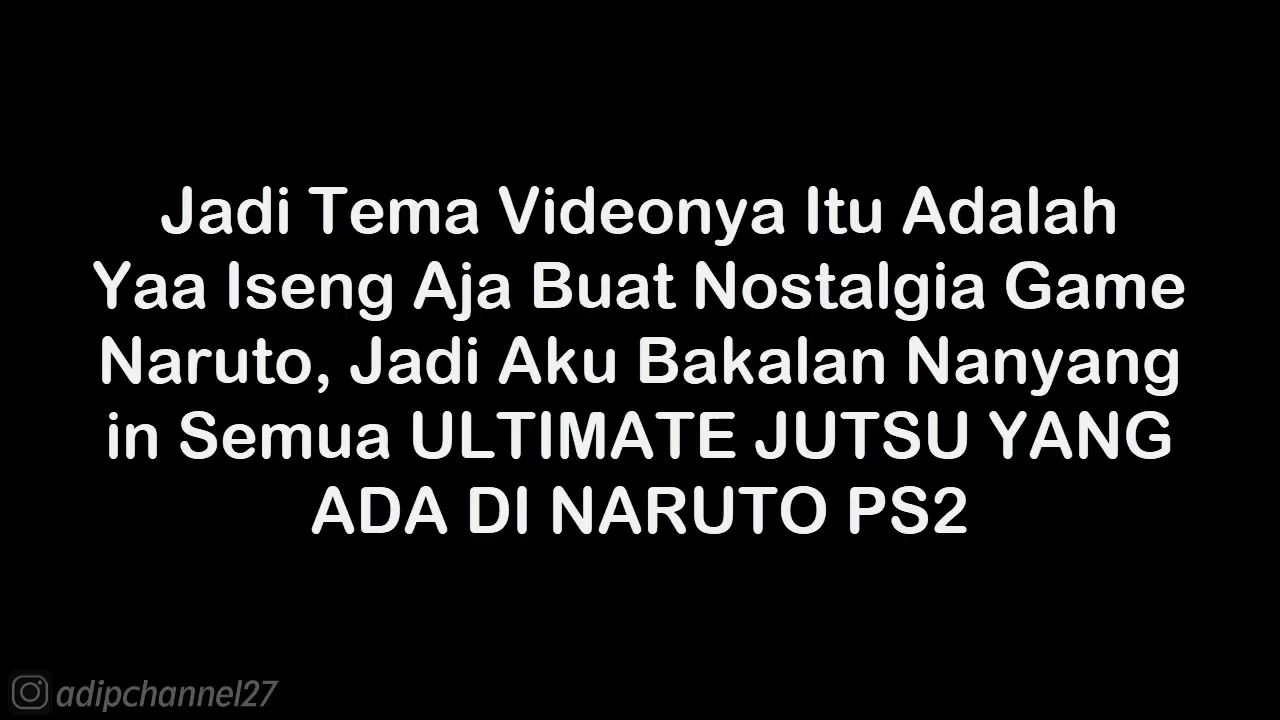 Jadi Tema Videonya Itu Adalah
Yaa Iseng Aja Buat Nostalgia Game
Naruto, Jadi Aku Bakalan Nanyang
in Semua ULTIMATE JUTSU YANG
ADA DI NARUTO PS2
adipchannel27